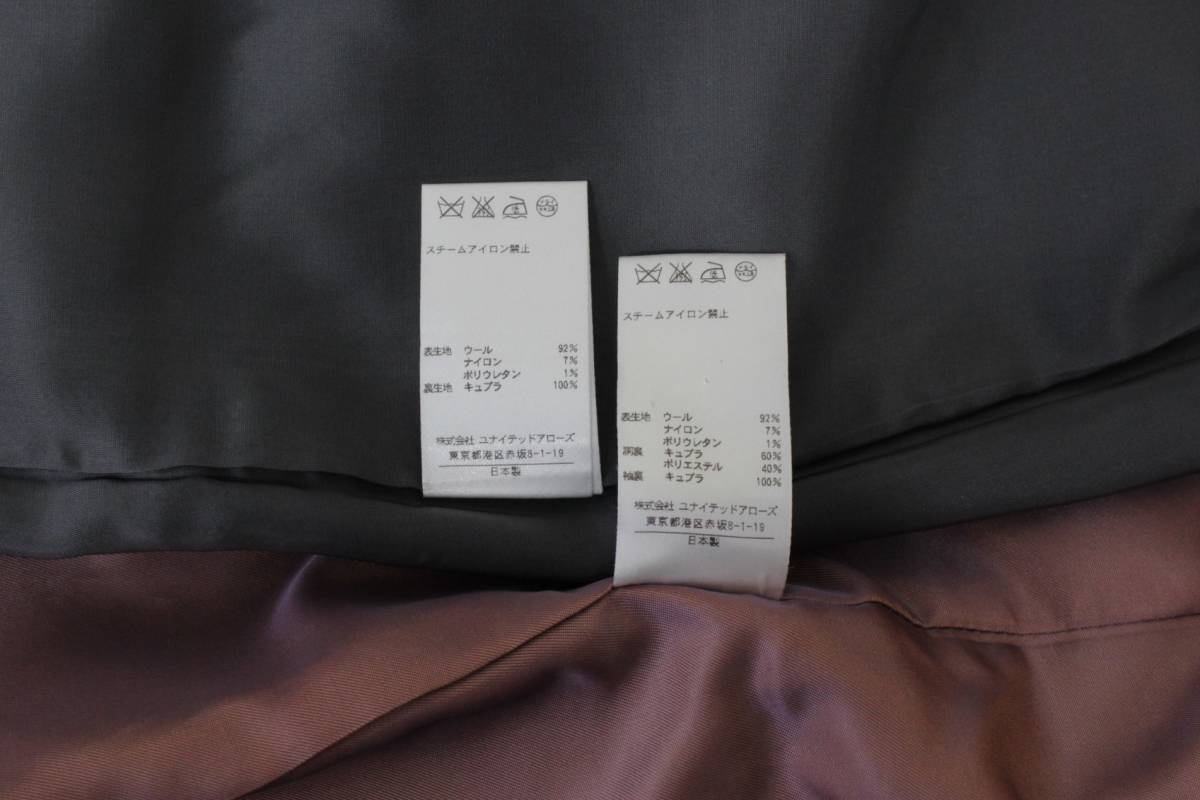 スチームアイロン禁止
表生地 ウール 92%
ナイロン 7%
ポリウレタン 1%
裏生地 キュプラ 100%
株式会社 ユナイテッドアローズ
東京都港区赤坂8-1-19
日本製
スチームアイロン禁止
表生地 ウール 92%
ナイロン 7%
ポリウレタン 1%
胴裏 キュプラ 60%
ポリエステル 40%
袖裏 キュプラ 100%
株式会社 ユナイテッドアローズ
東京都港区赤坂8-1-19
日本製